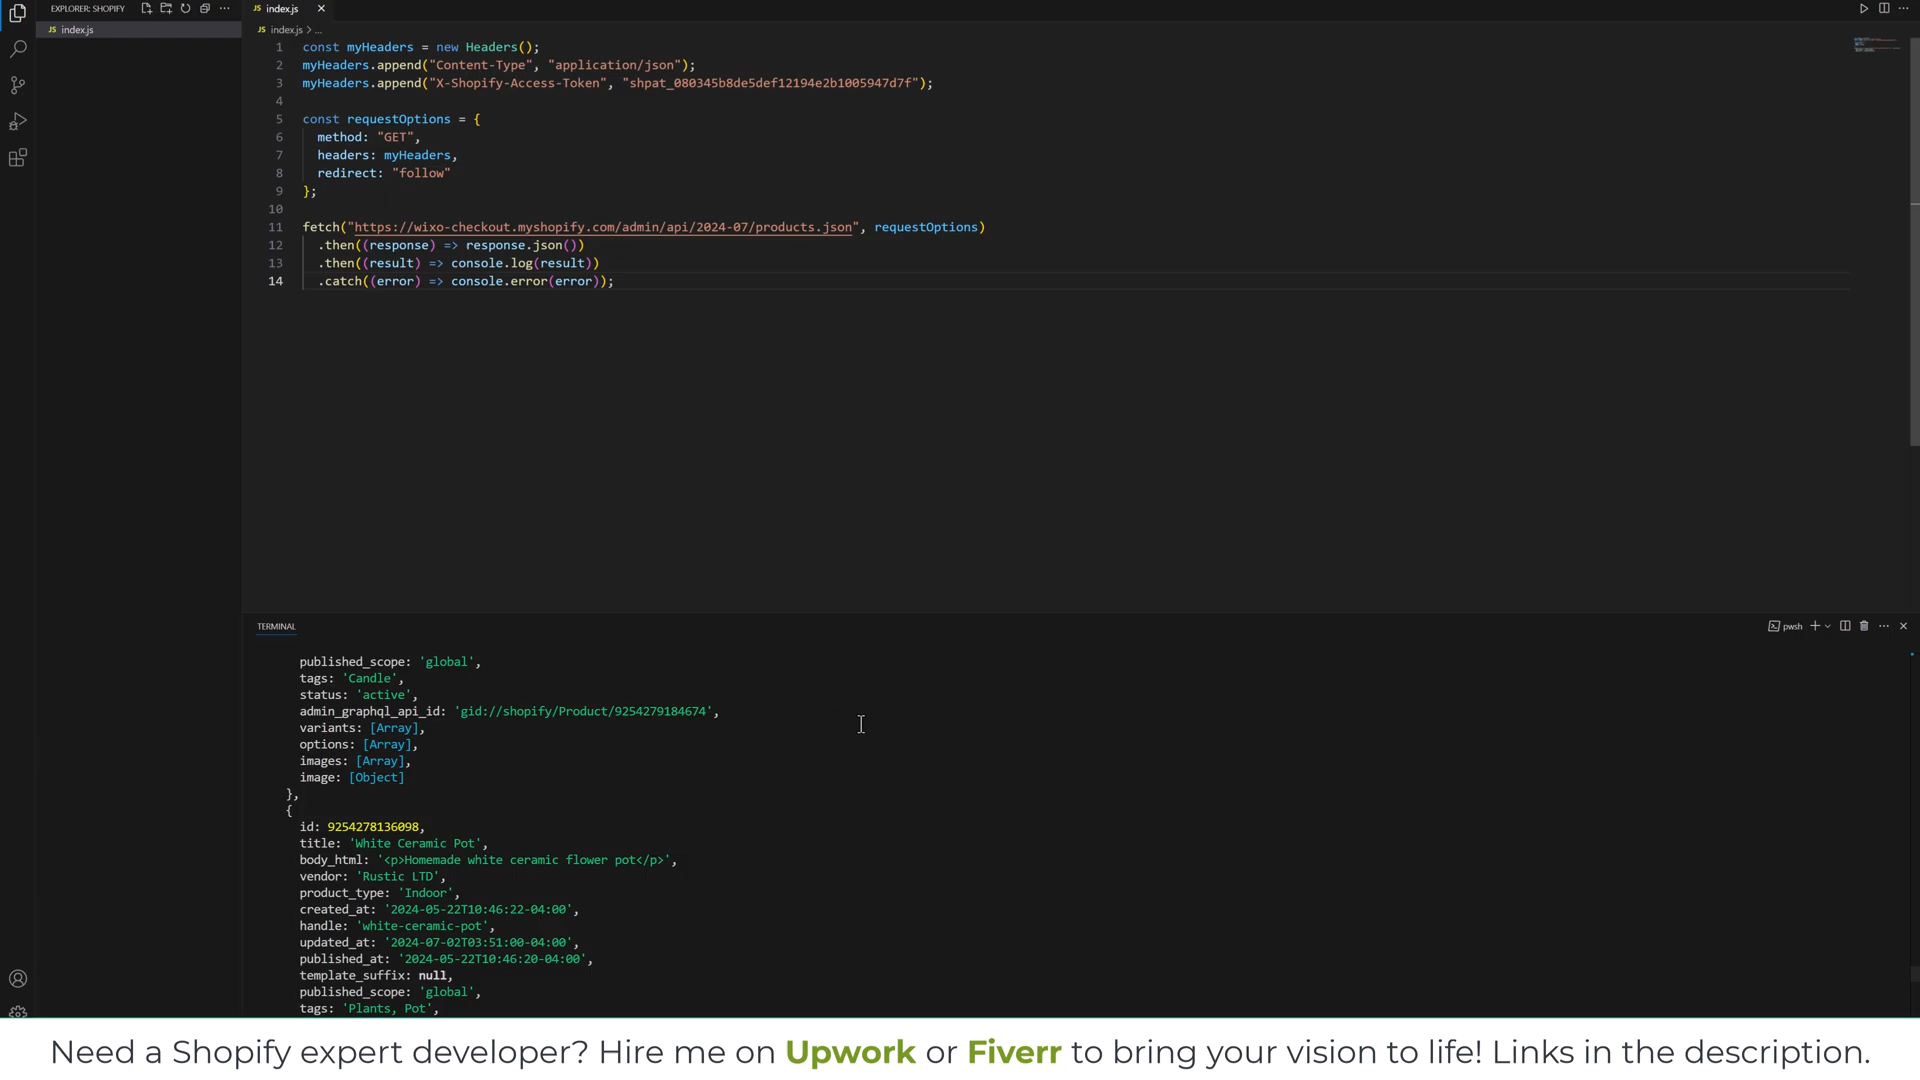 EXPLORER: SHOPIFY
JS index.js
JS index.js
JS index.js > ...
1 const myHeaders = new Headers();
2 myHeaders.append("Content-Type", "application/json");
3 myHeaders.append("X-Shopify-Access-Token", "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");
4
5 const requestOptions = {
6 method: "GET",
7 headers: myHeaders,
8 redirect: "follow"
9 };
10
11 fetch("https://wixo-checkout.myshopify.com/admin/api/2024-07/products.json", requestOptions)
12 .then((response) => response.json())
13 .then((result) => console.log(result))
14 .catch((error) => console.error(error));
TERMINAL
pwsh
published_scope: 'global',
tags: 'Candle',
status: 'active',
admin_graphql_api_id: 'gid://shopify/Product/9254279184674',
variants: [Array],
options: [Array],
images: [Array],
image: [Object]
},
{
id: 9254278136098,
title: 'White Ceramic Pot',
body_html: '<p>Homemade white ceramic flower pot</p>',
vendor: 'Rustic LTD',
product_type: 'Indoor',
created_at: '2024-05-22T10:46:22-04:00',
handle: 'white-ceramic-pot',
updated_at: '2024-07-02T03:51:00-04:00',
published_at: '2024-05-22T10:46:20-04:00',
template_suffix: null,
published_scope: 'global',
tags: 'Plants, Pot',
Need a Shopify expert developer? Hire me on Upwork or Fiverr to bring your vision to life! Links in the description.